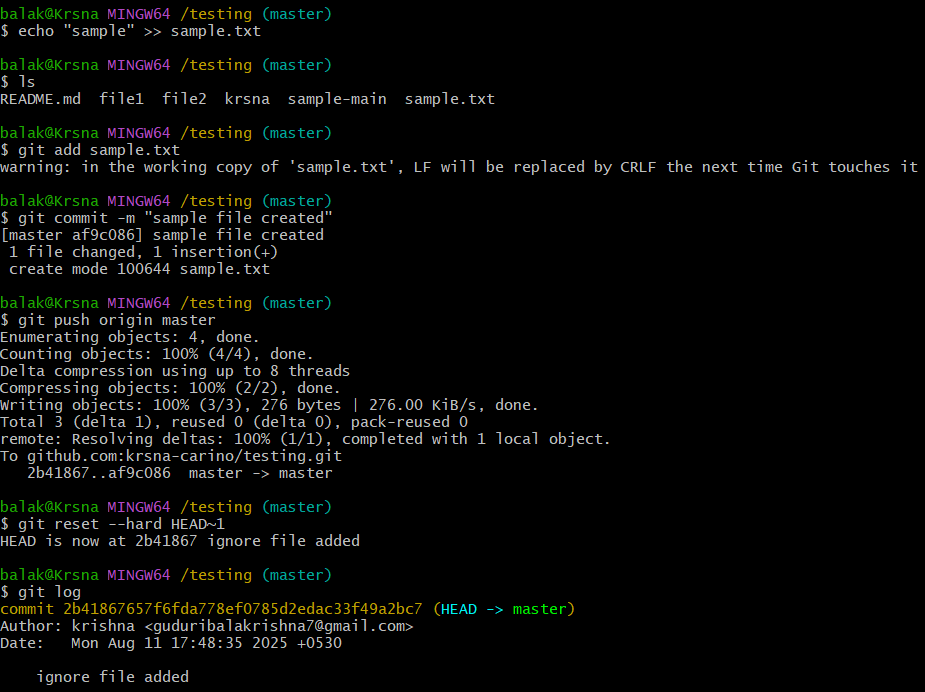 balak@Krsna MINGW64 /testing (master)
$ echo "sample" >> sample.txt
balak@Krsna MINGW64 /testing (master)
$ ls
README.md  file1  file2  krsna  sample-main  sample.txt
balak@Krsna MINGW64 /testing (master)
$ git add sample.txt
warning: in the working copy of 'sample.txt', LF will be replaced by CRLF the next time Git touches it
balak@Krsna MINGW64 /testing (master)
$ git commit -m "sample file created"
[master af9c086] sample file created
 1 file changed, 1 insertion(+)
 create mode 100644 sample.txt
balak@Krsna MINGW64 /testing (master)
$ git push origin master
Enumerating objects: 4, done.
Counting objects: 100% (4/4), done.
Delta compression using up to 8 threads
Compressing objects: 100% (2/2), done.
Writing objects: 100% (3/3), 276 bytes | 276.00 KiB/s, done.
Total 3 (delta 1), reused 0 (delta 0), pack-reused 0
remote: Resolving deltas: 100% (1/1), completed with 1 local object.
To github.com:krsna-carino/testing.git
   2b41867..af9c086  master -> master
balak@Krsna MINGW64 /testing (master)
$ git reset --hard HEAD~1
HEAD is now at 2b41867 ignore file added
balak@Krsna MINGW64 /testing (master)
$ git log
commit 2b41867657f6fda778ef0785d2edac33f49a2bc7 (HEAD -> master)
Author: krishna <guduribalakrishna7@gmail.com>
Date:   Mon Aug 11 17:48:35 2025 +0530
    ignore file added